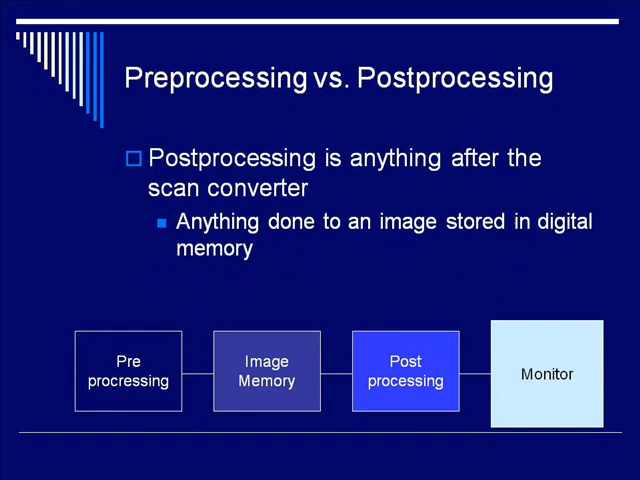 Preprocessing vs. Postprocessing
Postprocessing is anything after the
scan converter
Anything done to an image stored in digital
memory
Pre
procressing
Image
Memory
Post
processing
Monitor